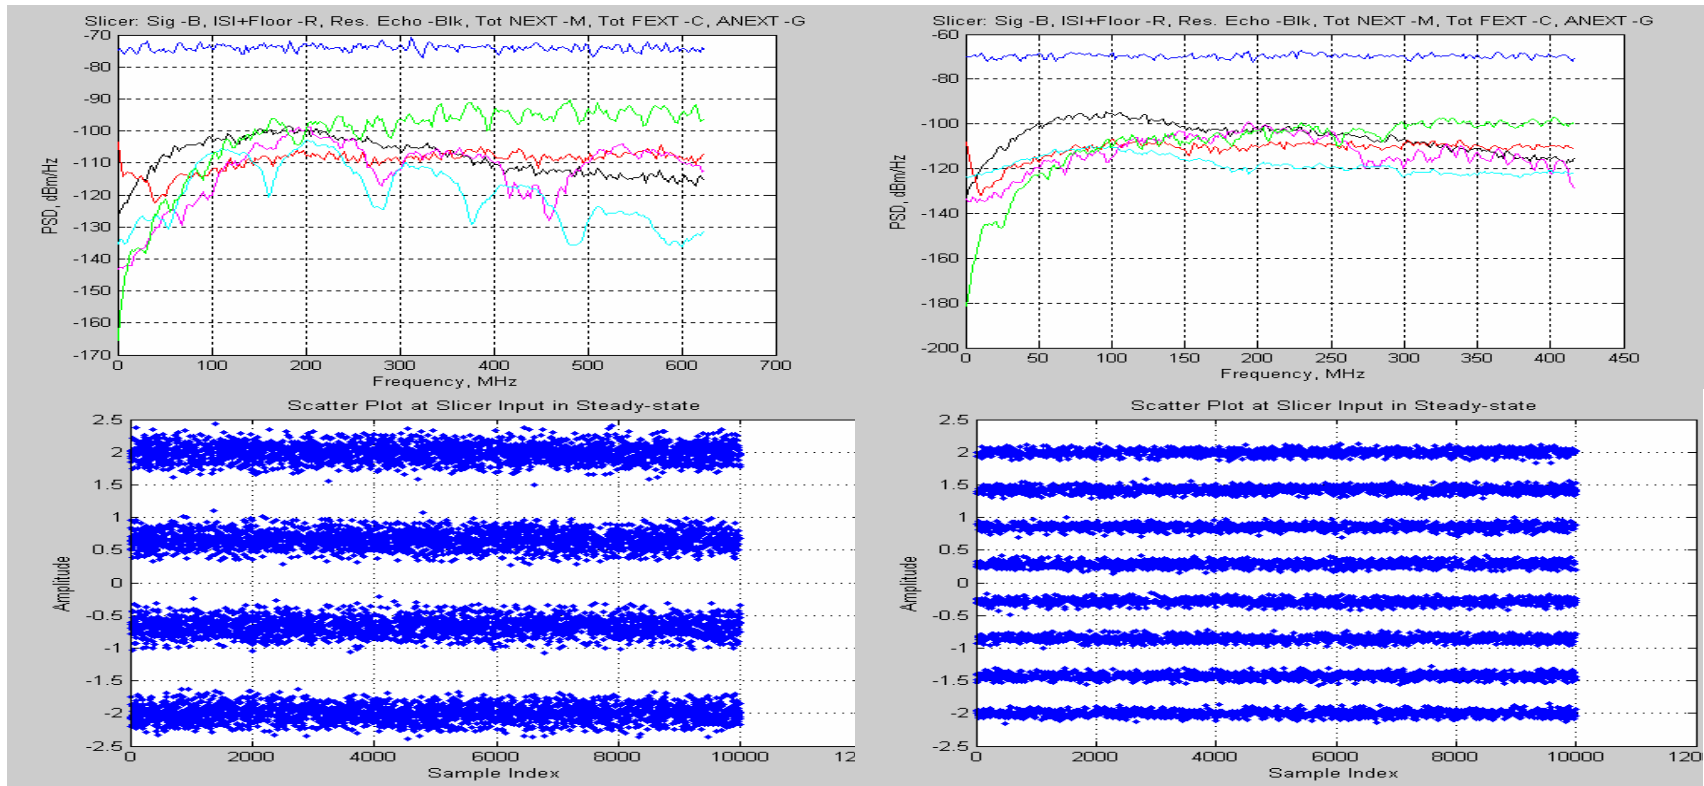 Slicer: Sig -B, ISI+Floor -R, Res. Echo -Blk, Tot NEXT -M, Tot FEXT -C, ANEXT -G
-70
-80
-90
-100
-110
-120
-130
-140
-150
-160
-170
PSD, dBm/Hz
0 100 200 300 400 500 600 700
Frequency, MHz
Slicer: Sig -B, ISI+Floor -R, Res. Echo -Blk, Tot NEXT -M, Tot FEXT -C, ANEXT -G
-60
-80
-100
-120
-140
-160
-180
-200
PSD, dBm/Hz
0 50 100 150 200 250 300 350 400 450
Frequency, MHz
Scatter Plot at Slicer Input in Steady-state
2.5
2
1.5
1
0.5
0
-0.5
-1
-1.5
-2
-2.5
Amplitude
0 2000 4000 6000 8000 10000 120
Sample Index
Scatter Plot at Slicer Input in Steady-state
2.5
2
1.5
1
0.5
0
-0.5
-1
-1.5
-2
-2.5
Amplitude
0 2000 4000 6000 8000 10000 120
Sample Index